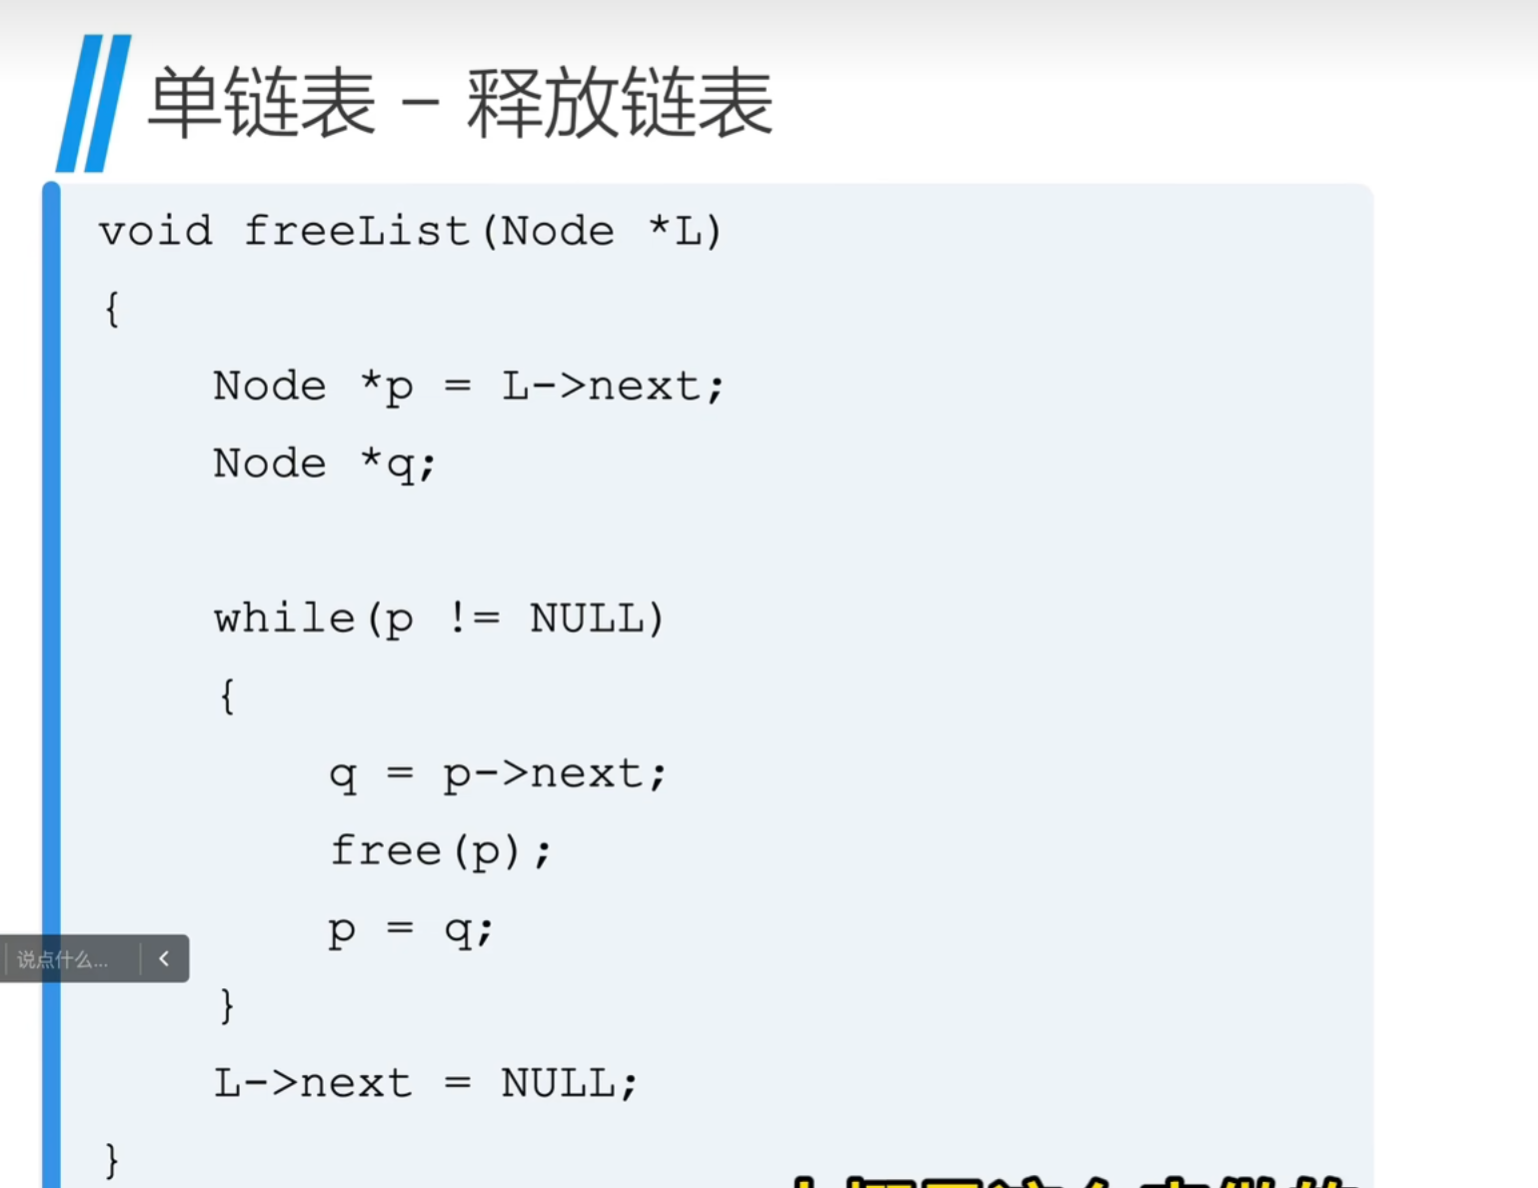 单链表 – 释放链表
void freeList(Node *L)
{
Node *p = L->next;
Node *q;
while(p != NULL)
{
q = p->next;
free(p);
p = q;
说点什么...
}
L->next = NULL;
}